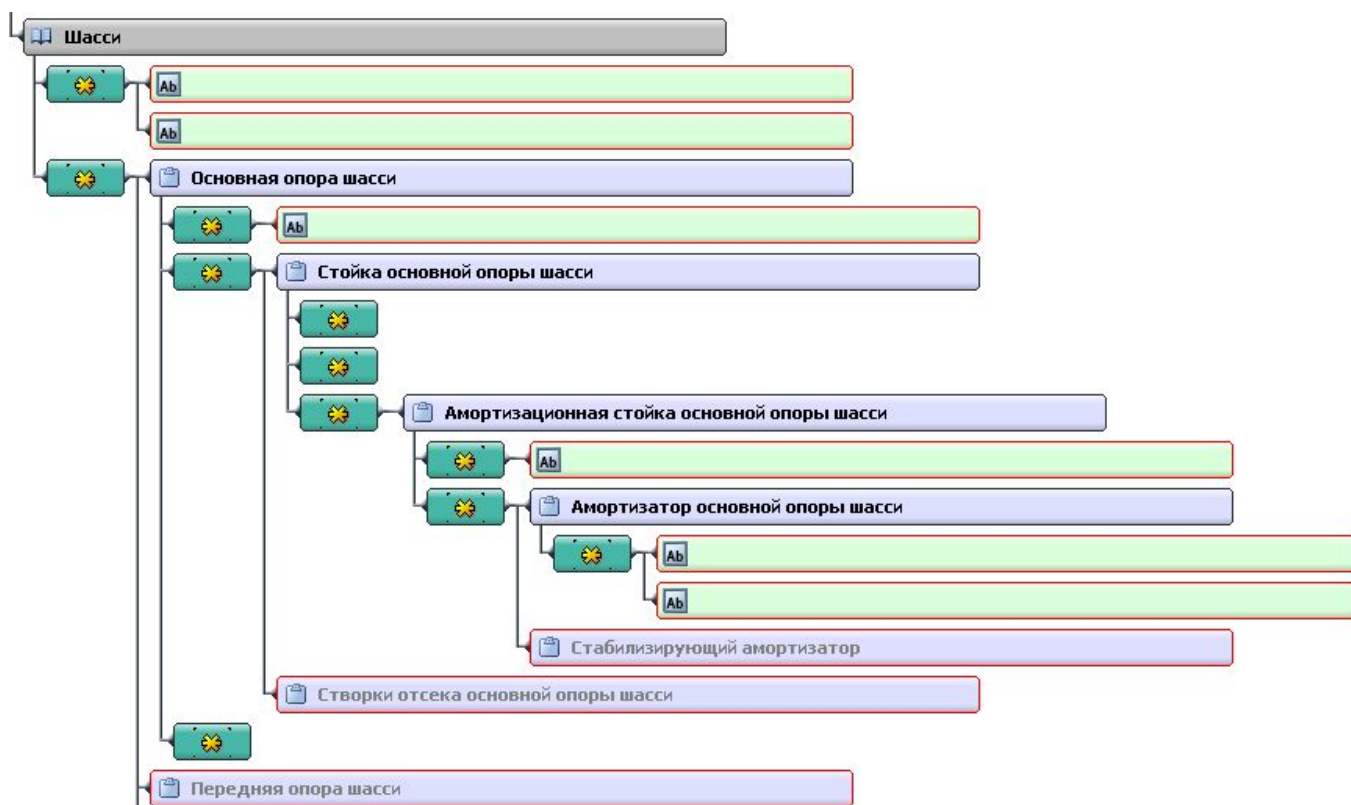 Шасси
Ab
Ab
Основная опора шасси
Ab
Стойка основной опоры шасси
Амортизационная стойка основной опоры шасси
Ab
Амортизатор основной опоры шасси
Ab
Ab
Стабилизирующий амортизатор
Створки отсека основной опоры шасси
Передняя опора шасси